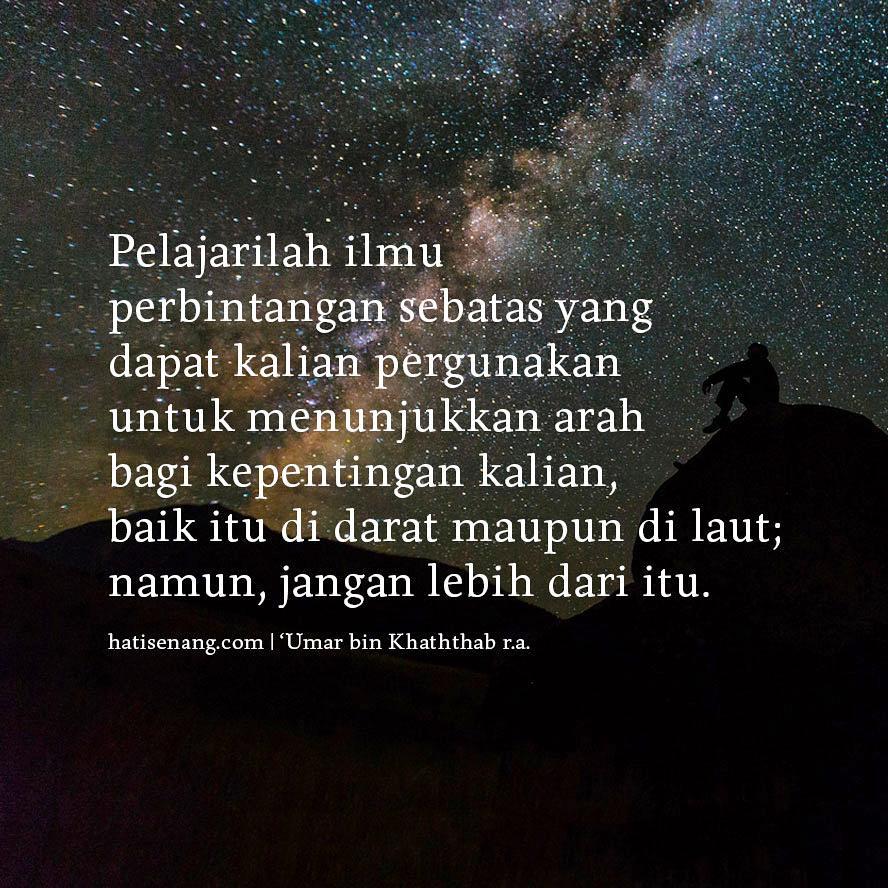 Pelajarilah ilmu
perbintangan sebatas yang
dapat kalian pergunakan
untuk menunjukkan arah
bagi kepentingan kalian,
baik itu di darat maupun di laut;
namun, jangan lebih dari itu.
hatisenang.com | ‘Umar bin Khaththab r.a.